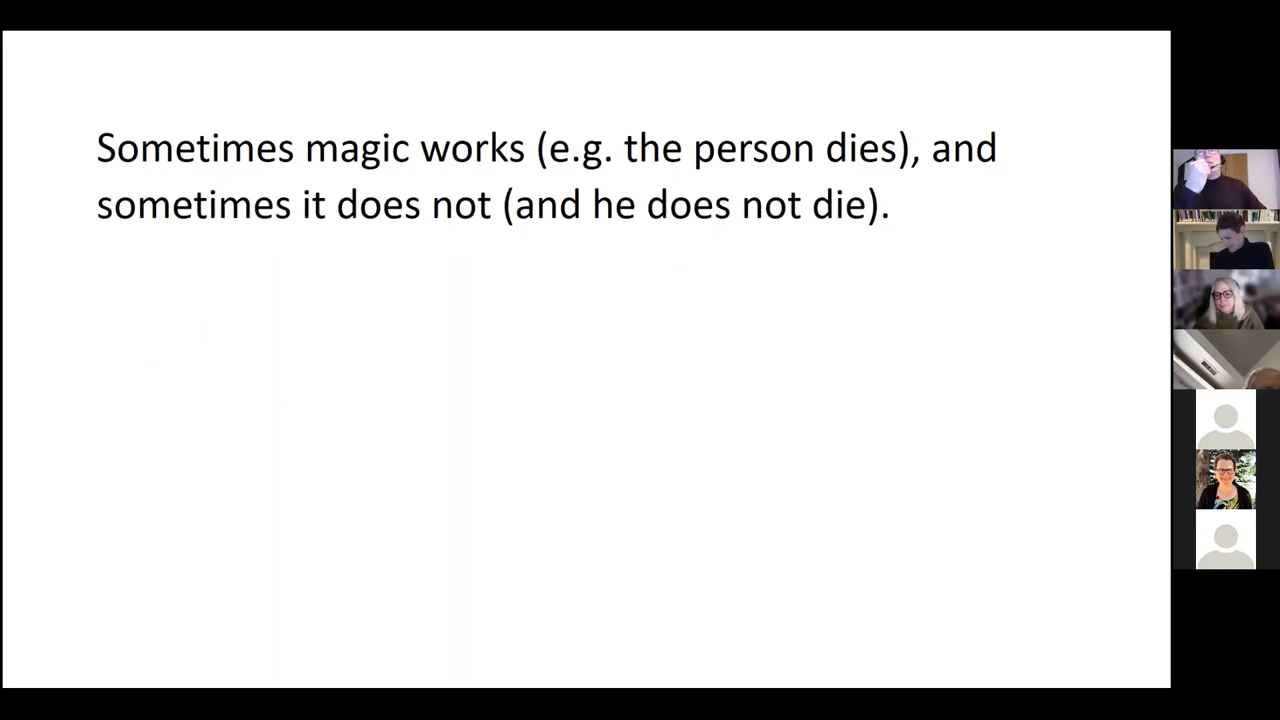 Sometimes magic works (e.g. the person dies), and
sometimes it does not (and he does not die).